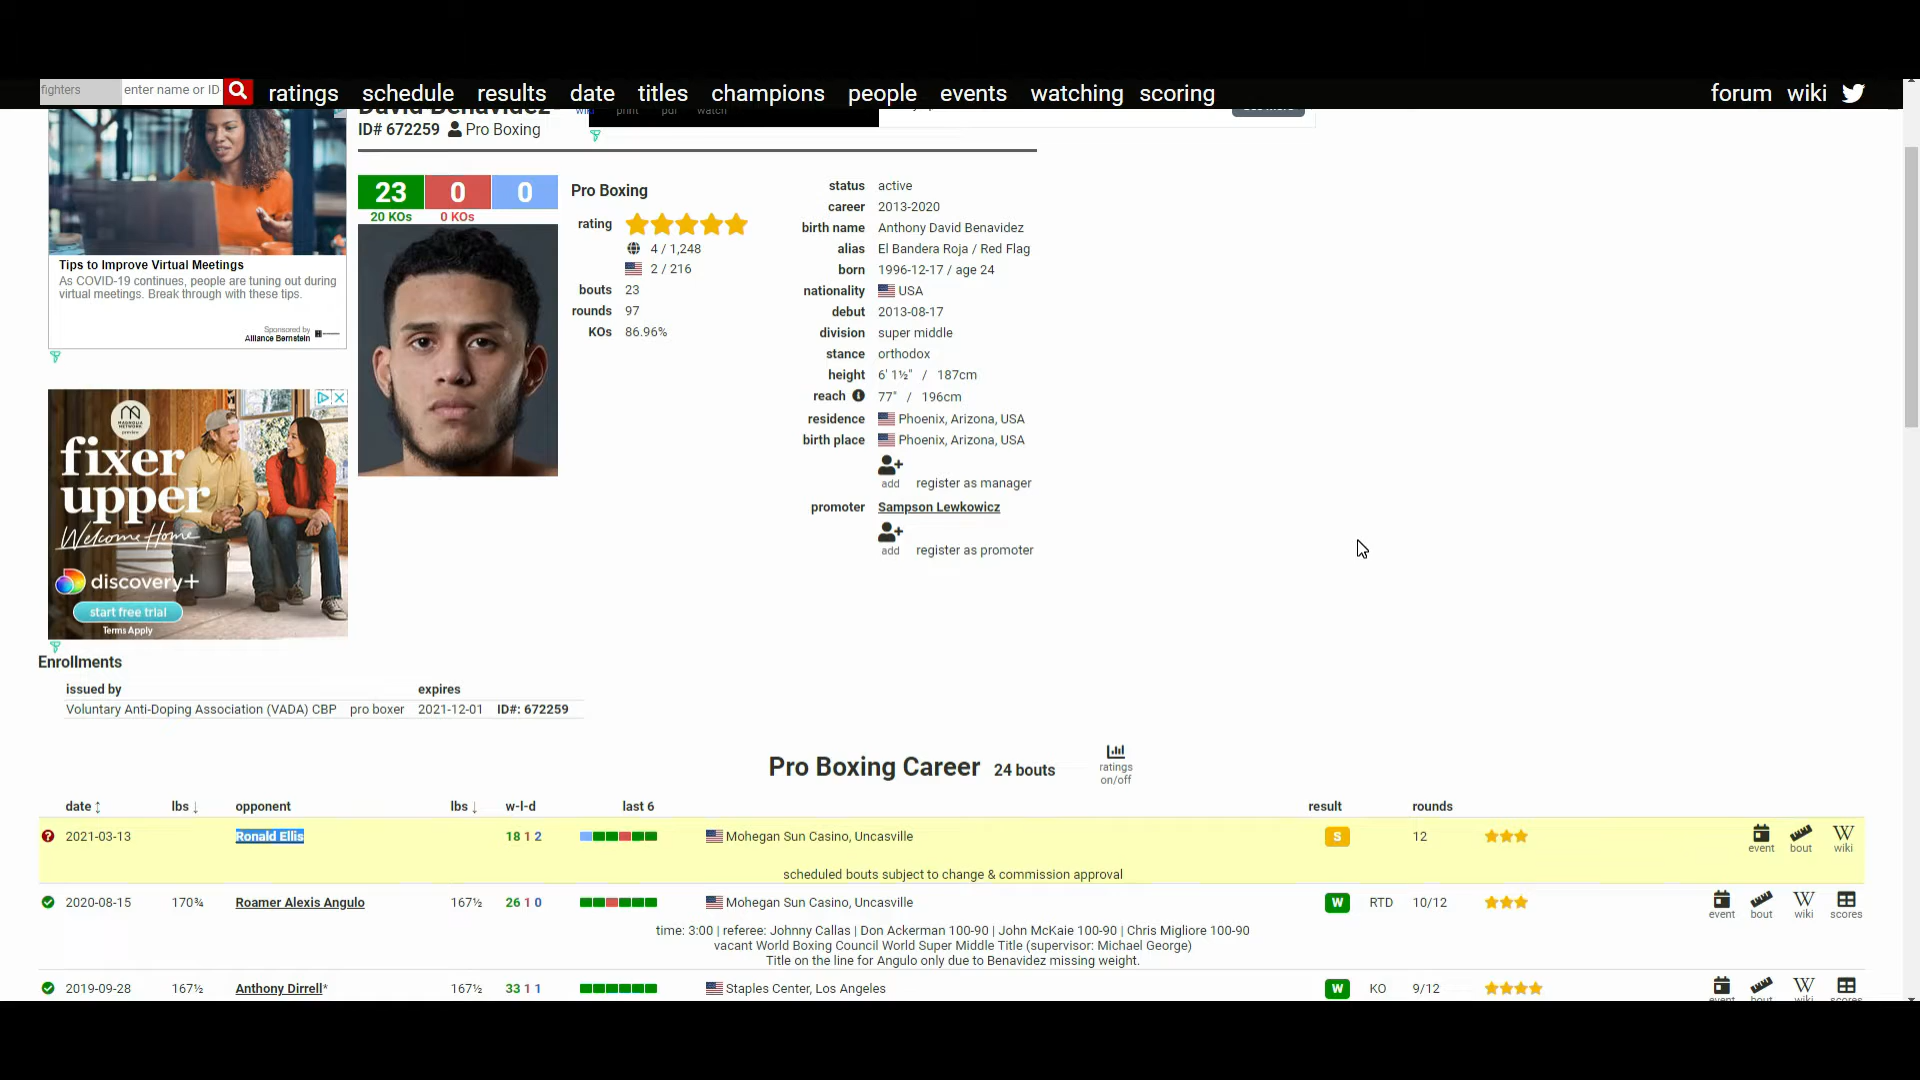 fighters
enter name or ID
ratings schedule results date titles champions people events watching scoring
forum wiki
David Benavidez
wiki print pdf watch
ID# 672259 Pro Boxing
23 0 0
20 KOs 0 KOs
Pro Boxing
rating
4 / 1,248
2 / 216
bouts 23
rounds 97
KOs 86.96%
status active
career 2013-2020
birth name Anthony David Benavidez
alias El Bandera Roja / Red Flag
born 1996-12-17 / age 24
nationality USA
debut 2013-08-17
division super middle
stance orthodox
height 6' 1½" / 187cm
reach 77" / 196cm
residence Phoenix, Arizona, USA
birth place Phoenix, Arizona, USA
add register as manager
promoter Sampson Lewkowicz
add register as promoter
Tips to Improve Virtual Meetings
As COVID-19 continues, people are tuning out during
virtual meetings. Break through with these tips.
Sponsored by
Alliance Bernstein
MAGNOLIA
NETWORK
preview
fixer
upper
Welcome Home
discovery+
start free trial
Terms Apply
Enrollments
issued by expires
Voluntary Anti-Doping Association (VADA) CBP pro boxer 2021-12-01 ID#: 672259
Pro Boxing Career 24 bouts
ratings
on/off
date lbs opponent lbs w-l-d last 6 result rounds
2021-03-13 Ronald Ellis 18 1 2 Mohegan Sun Casino, Uncasville S 12
event bout wiki
scheduled bouts subject to change & commission approval
2020-08-15 170¾ Roamer Alexis Angulo 167½ 26 1 0 Mohegan Sun Casino, Uncasville W RTD 10/12
event bout wiki scores
time: 3:00 | referee: Johnny Callas | Don Ackerman 100-90 | John McKaie 100-90 | Chris Migliore 100-90
vacant World Boxing Council World Super Middle Title (supervisor: Michael George)
Title on the line for Angulo only due to Benavidez missing weight.
2019-09-28 167½ Anthony Dirrell* 167½ 33 1 1 Staples Center, Los Angeles W KO 9/12
event bout wiki scores